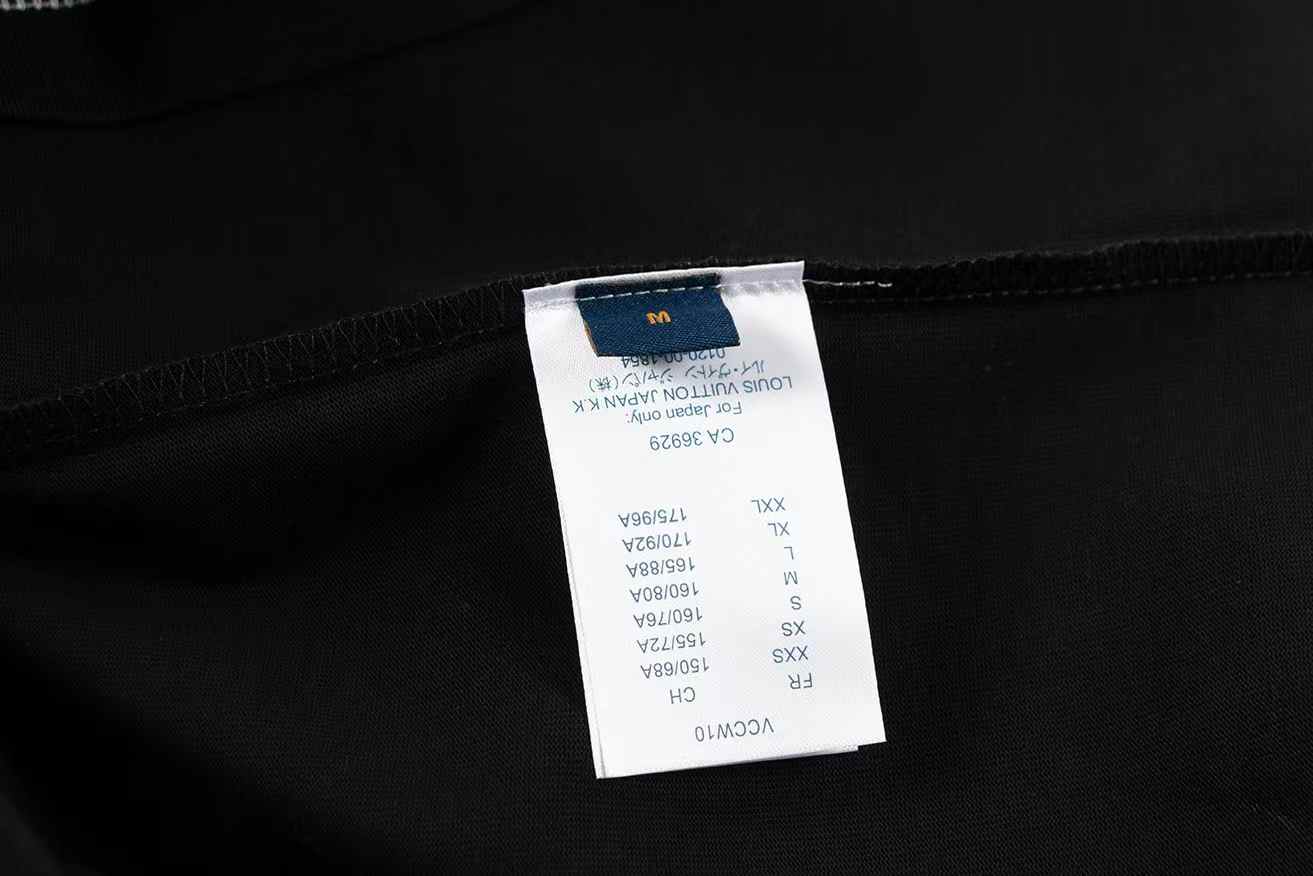 VCCW10
FR CH
XXS 150/68A
XS 155/72A
S 160/76A
M 160/80A
L 165/88A
XL 170/92A
XXL 175/96A
CA 36929
For Japan only:
LOUIS VUITTON JAPAN K.K
ルイ・ヴィトン ジャパン(株)
0120-00-1854
M